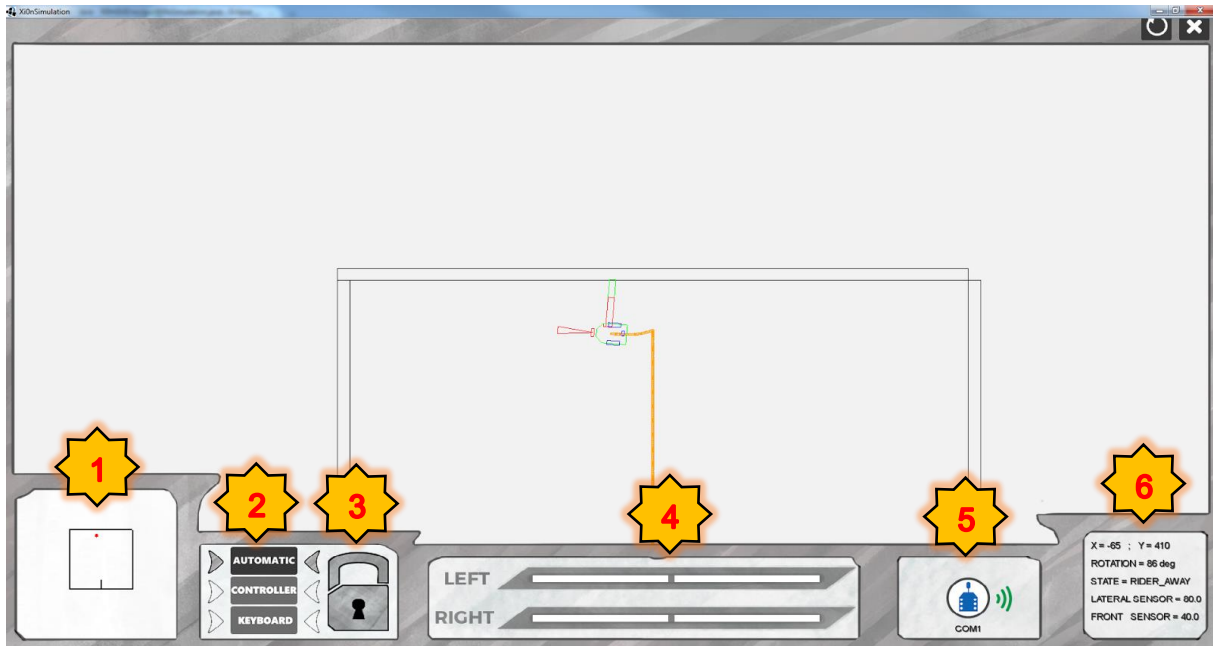 Xi0nSimulation
1
2
3
4
5
6
AUTOMATIC
CONTROLLER
KEYBOARD
LEFT
RIGHT
COM1
X = -65 ; Y = 410
ROTATION = 86 deg
STATE = RIDER_AWAY
LATERAL SENSOR = 80.0
FRONT SENSOR = 40.0